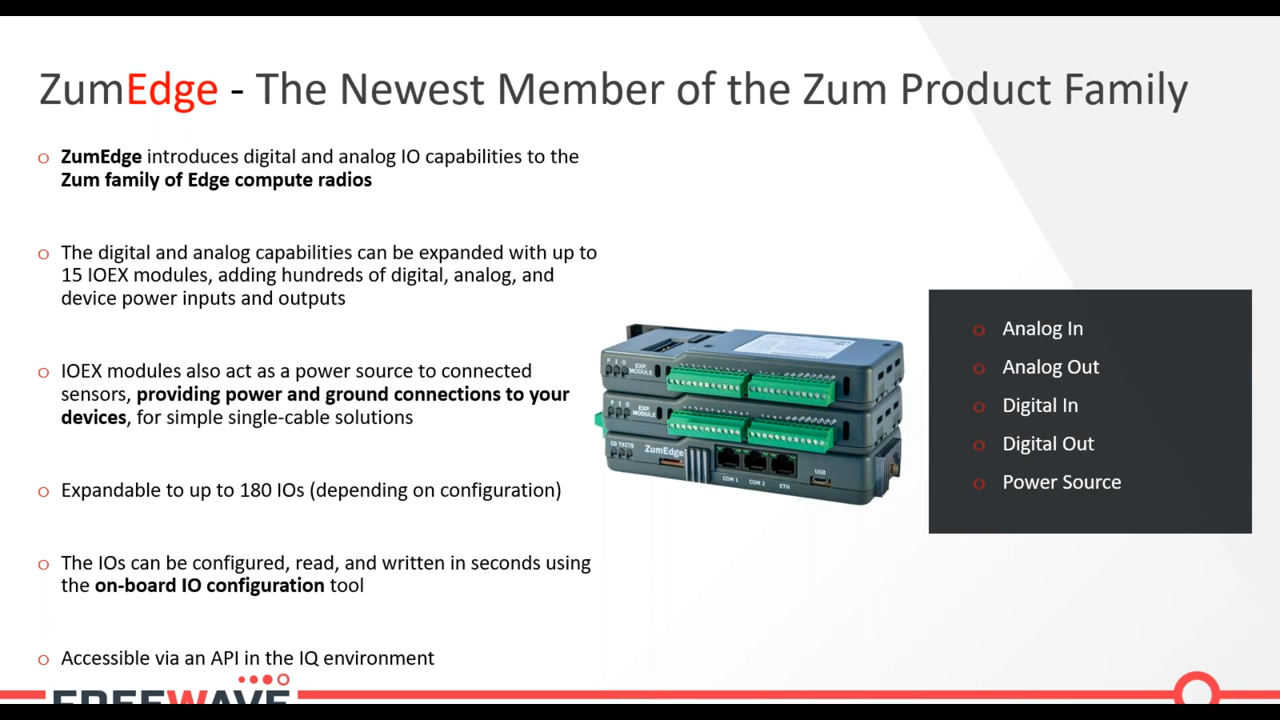 ZumEdge - The Newest Member of the Zum Product Family
o ZumEdge introduces digital and analog IO capabilities to the
Zum family of Edge compute radios
o The digital and analog capabilities can be expanded with up to
15 IOEX modules, adding hundreds of digital, analog, and
device power inputs and outputs
o IOEX modules also act as a power source to connected
sensors, providing power and ground connections to your
devices, for simple single-cable solutions
o Expandable to up to 180 IOs (depending on configuration)
o The IOs can be configured, read, and written in seconds using
the on-board IO configuration tool
o Accessible via an API in the IQ environment
P I G
EXP
MODULE
P I G
EXP
MODULE
CD TX CTS
ZumEdge
COM 1
COM 2
ETH
USB
o Analog In
o Analog Out
o Digital In
o Digital Out
o Power Source
FREEWAVE